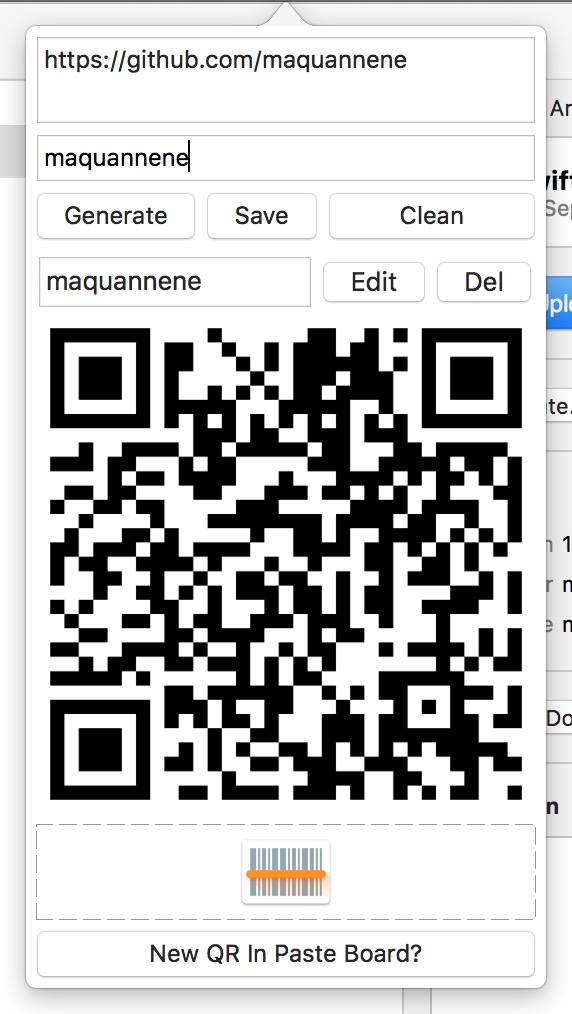 https://github.com/maquannene
maquannene
Generate Save Clean
maquannene Edit Del
New QR In Paste Board?